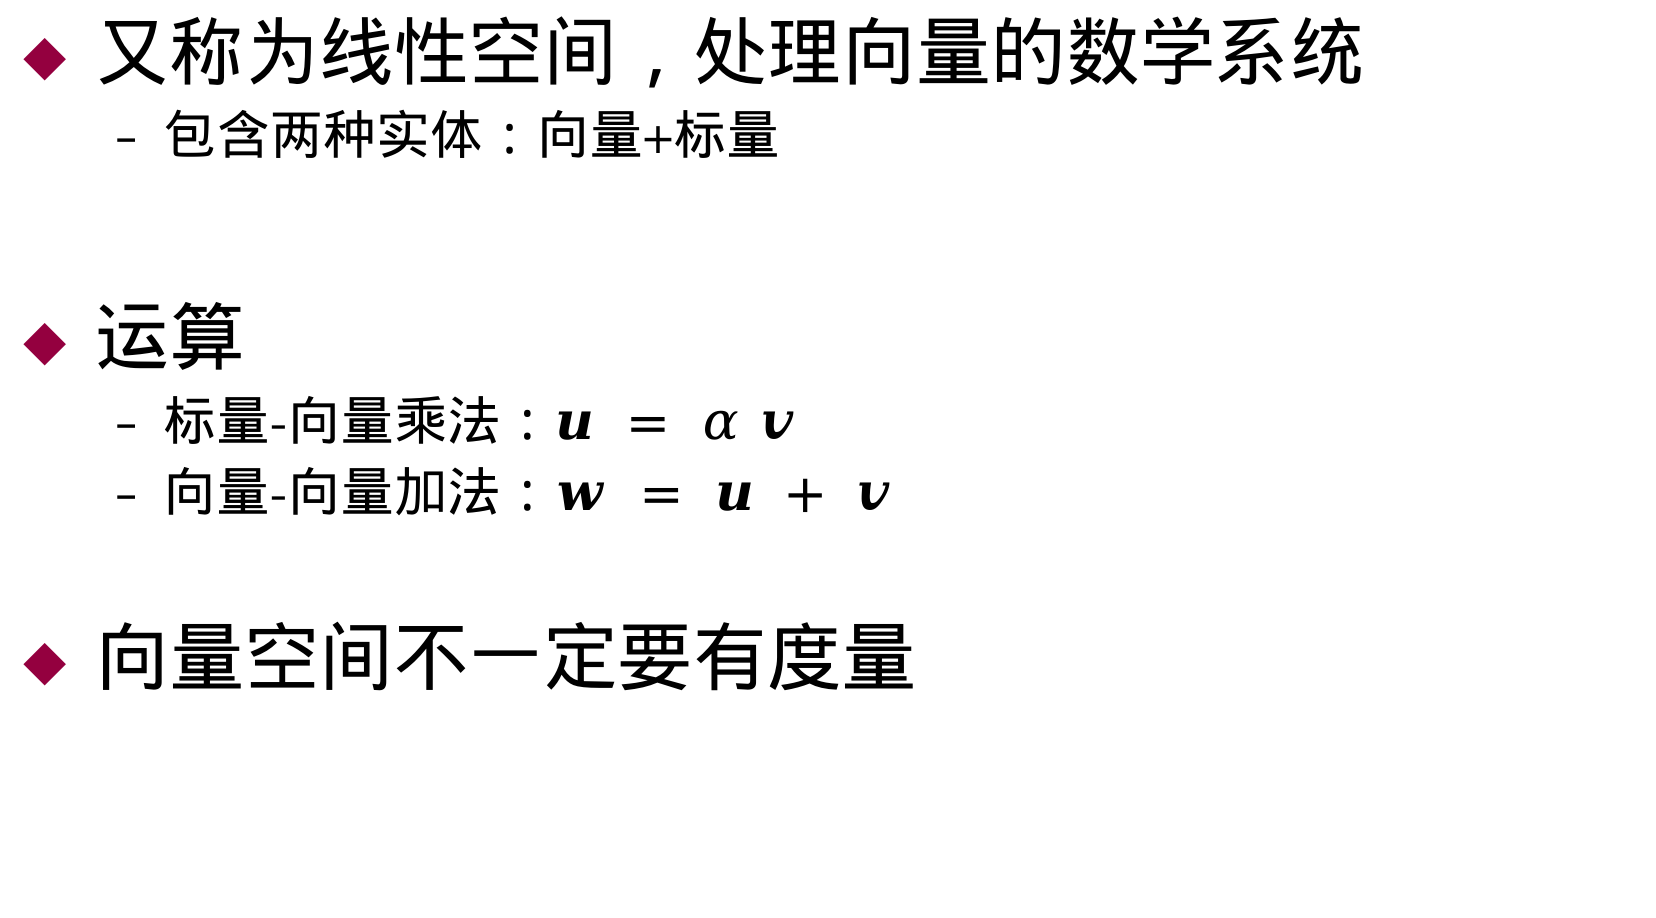 ◆ 又称为线性空间，处理向量的数学系统
– 包含两种实体：向量+标量
◆ 运算
– 标量-向量乘法：u = α v
– 向量-向量加法：w = u + v
◆ 向量空间不一定要有度量